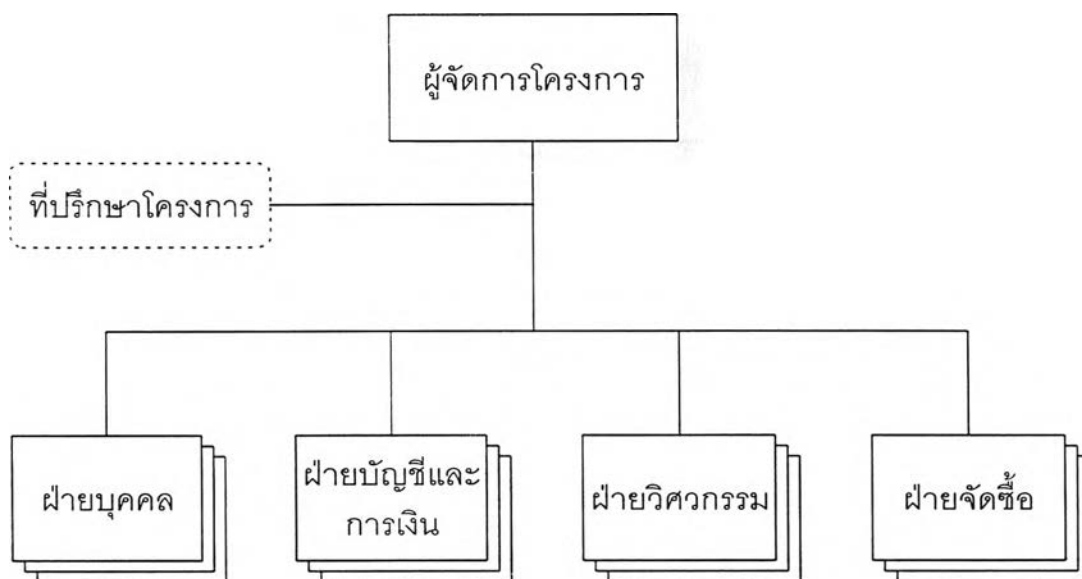 ผู้จัดการโครงการ
ที่ปรึกษาโครงการ
ฝ่ายบุคคล
ฝ่ายบัญชีและ
การเงิน
ฝ่ายวิศวกรรม
ฝ่ายจัดซื้อ